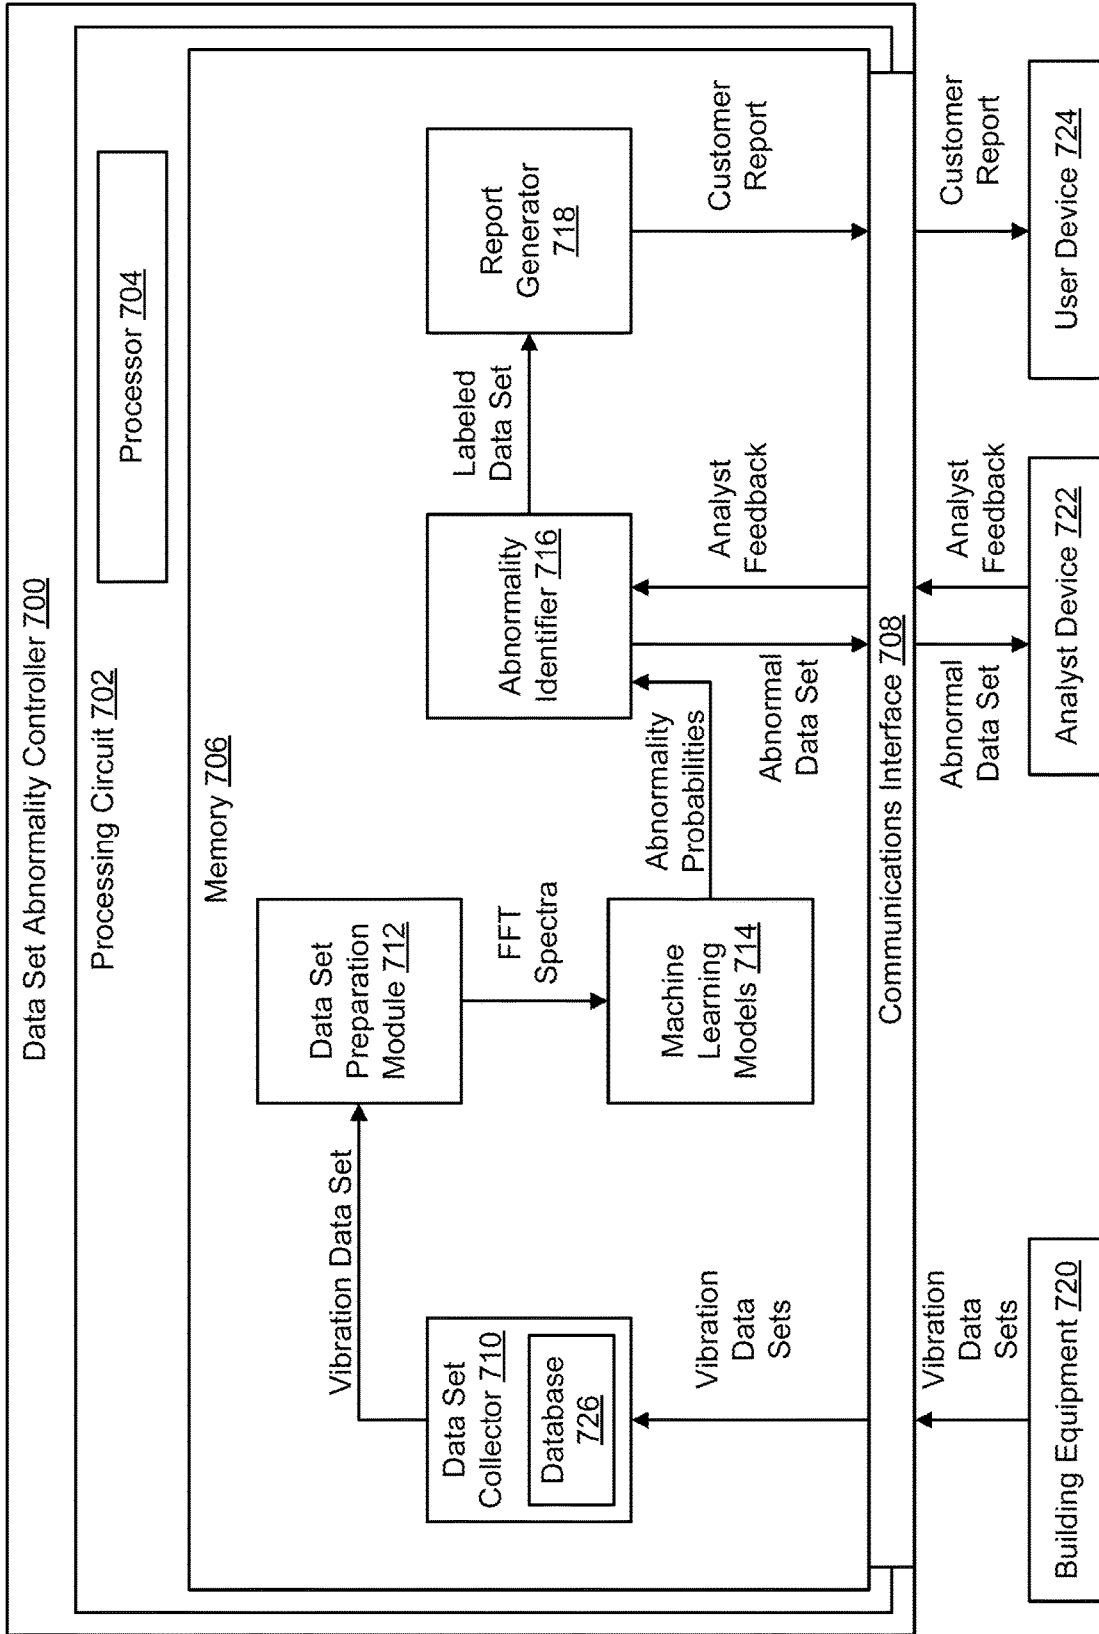 Data Set Abnormality Controller 700
Processing Circuit 702
Processor 704
Memory 706
Data Set
Collector 710
Database
726
Vibration Data Set
Data Set
Preparation
Module 712
FFT
Spectra
Machine
Learning
Models 714
Abnormality
Probabilities
Abnormality
Identifier 716
Labeled
Data Set
Report
Generator
718
Vibration
Data
Sets
Abnormal
Data Set
Analyst
Feedback
Customer
Report
Communications Interface 708
Vibration
Data
Sets
Abnormal
Data Set
Analyst
Feedback
Customer
Report
Building Equipment 720
Analyst Device 722
User Device 724